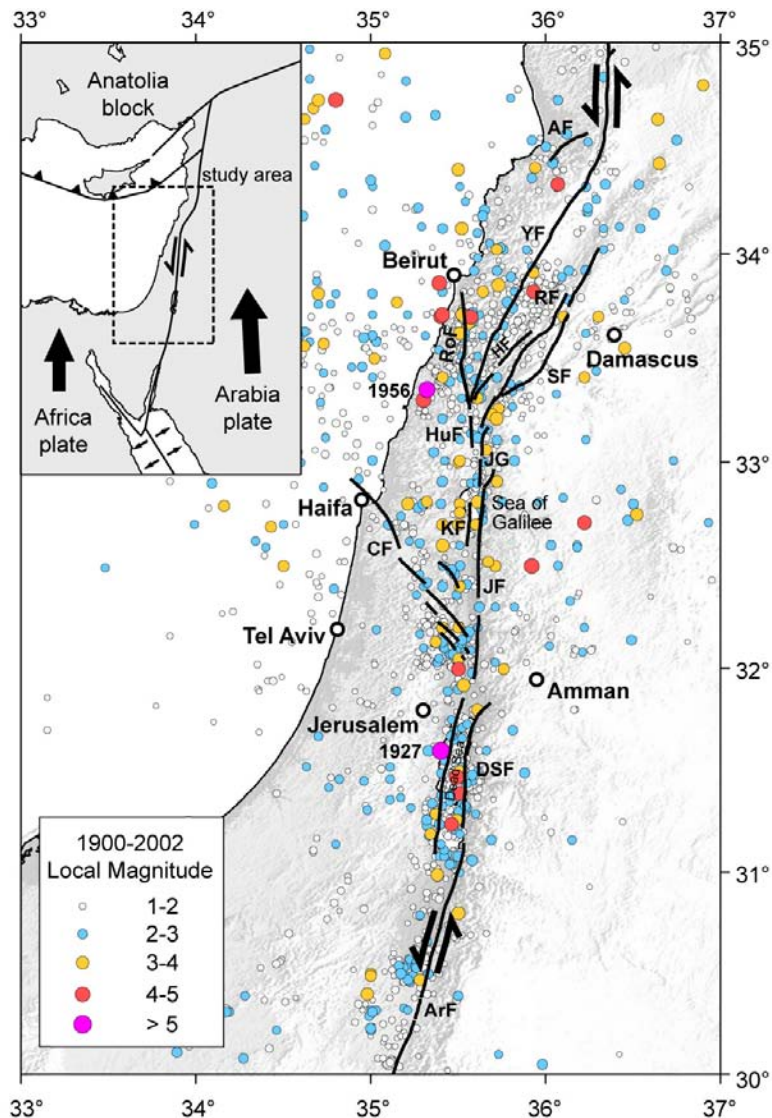 33°
34°
35°
36°
37°
35°
Anatolia
block
study area
Africa
plate
Arabia
plate
AF
YF
34°
Beirut
RF
Damascus
RoF
HF
SF
1956
HuF
33°
JG
Haifa
Sea of
Galilee
KF
CF
JF
Tel Aviv
32°
Amman
Jerusalem
1927
Dead Sea
DSF
1900-2002
Local Magnitude
1-2
2-3
3-4
4-5
> 5
31°
ArF
30°
33°
34°
35°
36°
37°